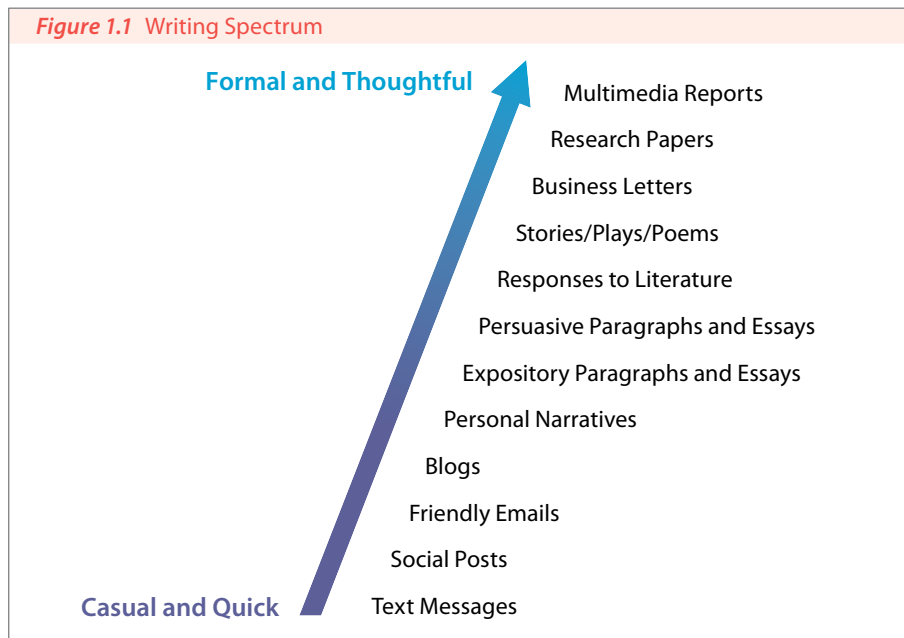 Figure 1.1 Writing Spectrum
Formal and Thoughtful
Multimedia Reports
Research Papers
Business Letters
Stories/Plays/Poems
Responses to Literature
Persuasive Paragraphs and Essays
Expository Paragraphs and Essays
Personal Narratives
Blogs
Friendly Emails
Social Posts
Casual and Quick
Text Messages